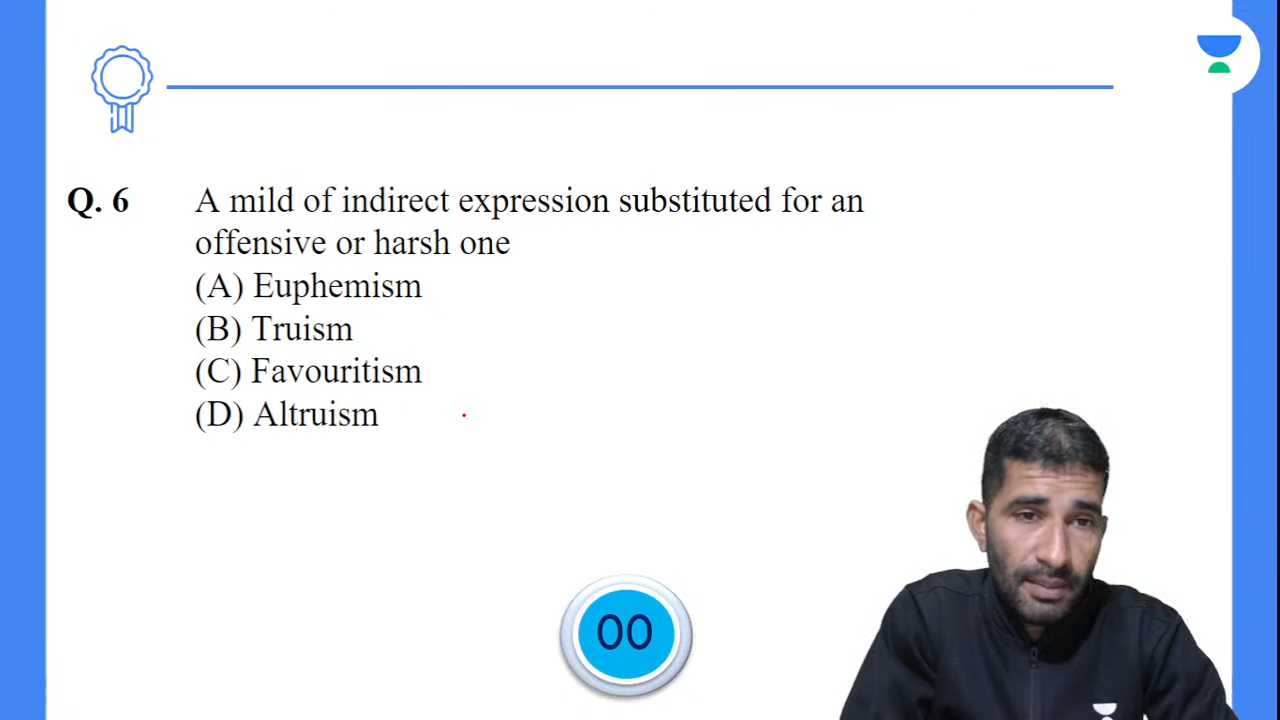 Q. 6 A mild of indirect expression substituted for an
offensive or harsh one
(A) Euphemism
(B) Truism
(C) Favouritism
(D) Altruism
00